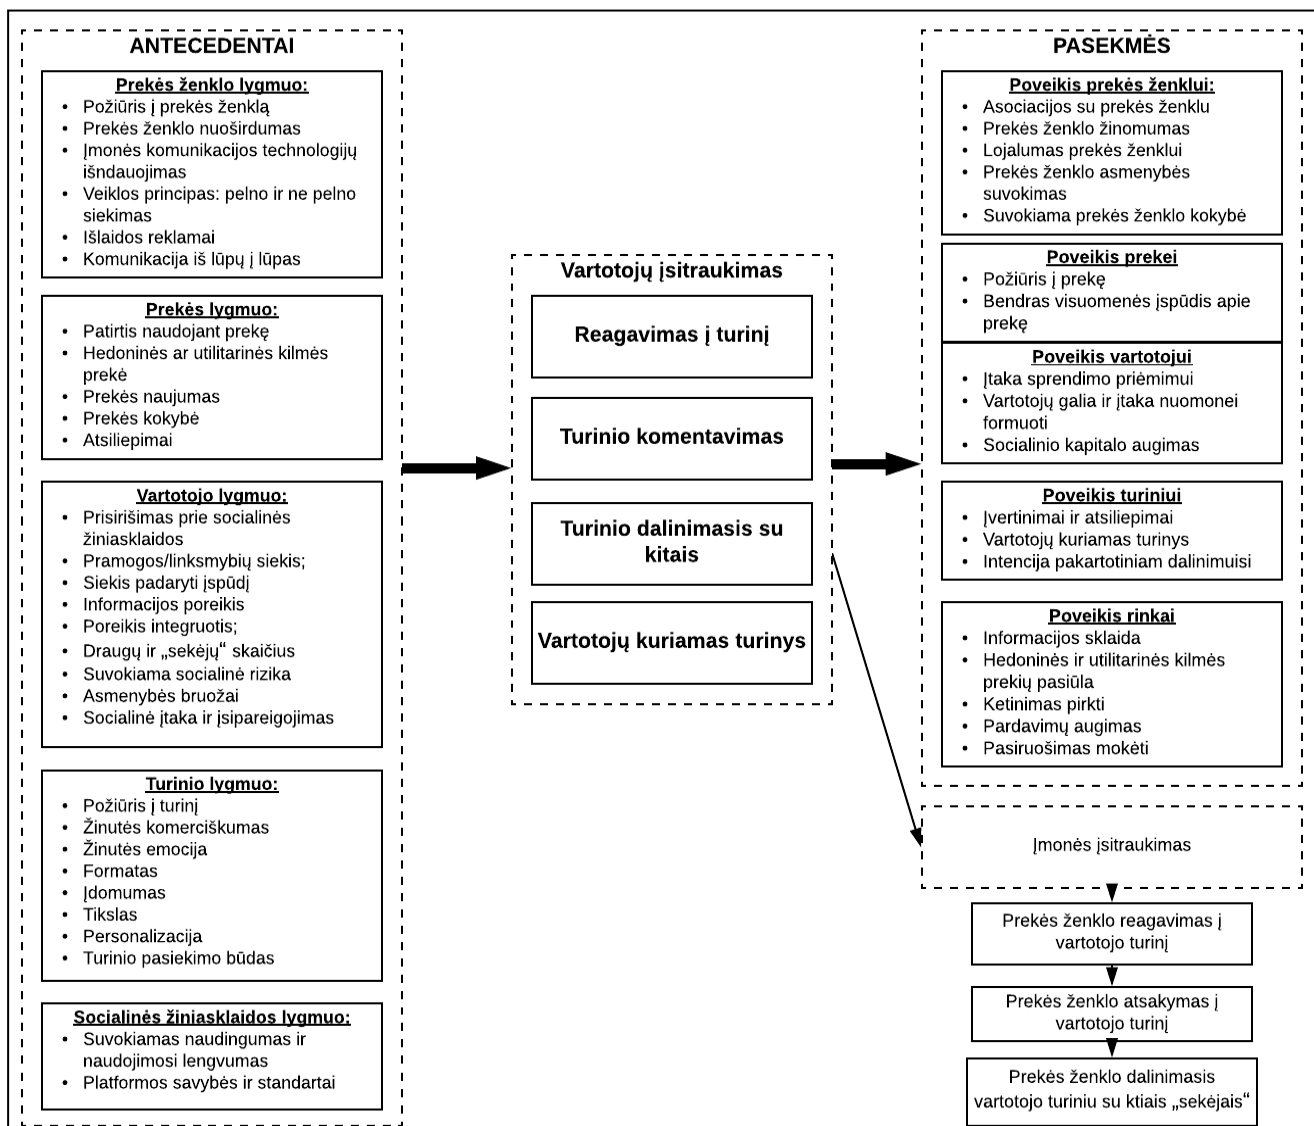 ANTECEDENTAI
Prekės ženklo lygmuo:
• Požiūris į prekės ženklą
• Prekės ženklo nuoširdumas
• Įmonės komunikacijos technologijų
išndauojimas
• Veiklos principas: pelno ir ne pelno
siekimas
• Išlaidos reklamai
• Komunikacija iš lūpų į lūpas
Prekės lygmuo:
• Patirtis naudojant prekę
• Hedoninės ar utilitarinės kilmės
prekė
• Prekės naujumas
• Prekės kokybė
• Atsiliepimai
Vartotojo lygmuo:
• Prisirišimas prie socialinės
žiniasklaidos
• Pramogos/linksmybių siekis;
• Siekis padaryti įspūdį
• Informacijos poreikis
• Poreikis integruotis;
• Draugų ir „sekėjų“ skaičius
• Suvokiama socialinė rizika
• Asmenybės bruožai
• Socialinė įtaka ir įsipareigojimas
Turinio lygmuo:
• Požiūris į turinį
• Žinutės komerciškumas
• Žinutės emocija
• Formatas
• Įdomumas
• Tikslas
• Personalizacija
• Turinio pasiekimo būdas
Socialinės žiniasklaidos lygmuo:
• Suvokiamas naudingumas ir
naudojimosi lengvumas
• Platformos savybės ir standartai
Vartotojų įsitraukimas
Reagavimas į turinį
Turinio komentavimas
Turinio dalinimasis su
kitais
Vartotojų kuriamas turinys
PASEKMĖS
Poveikis prekės ženklui:
• Asociacijos su prekės ženklu
• Prekės ženklo žinomumas
• Lojalumas prekės ženklui
• Prekės ženklo asmenybės
suvokimas
• Suvokiama prekės ženklo kokybė
Poveikis prekei
• Požiūris į prekę
• Bendras visuomenės įspūdis apie
prekę
Poveikis vartotojui
• Įtaka sprendimo priėmimui
• Vartotojų galia ir įtaka nuomonei
formuoti
• Socialinio kapitalo augimas
Poveikis turiniui
• Įvertinimai ir atsiliepimai
• Vartotojų kuriamas turinys
• Intencija pakartotiniam dalinimuisi
Poveikis rinkai
• Informacijos sklaida
• Hedoninės ir utilitarinės kilmės
prekių pasiūla
• Ketinimas pirkti
• Pardavimų augimas
• Pasiruošimas mokėti
Įmonės įsitraukimas
Prekės ženklo reagavimas į
vartotojo turinį
Prekės ženklo atsakymas į
vartotojo turinį
Prekės ženklo dalinimasis
vartotojo turiniu su ktiais „sekėjais“